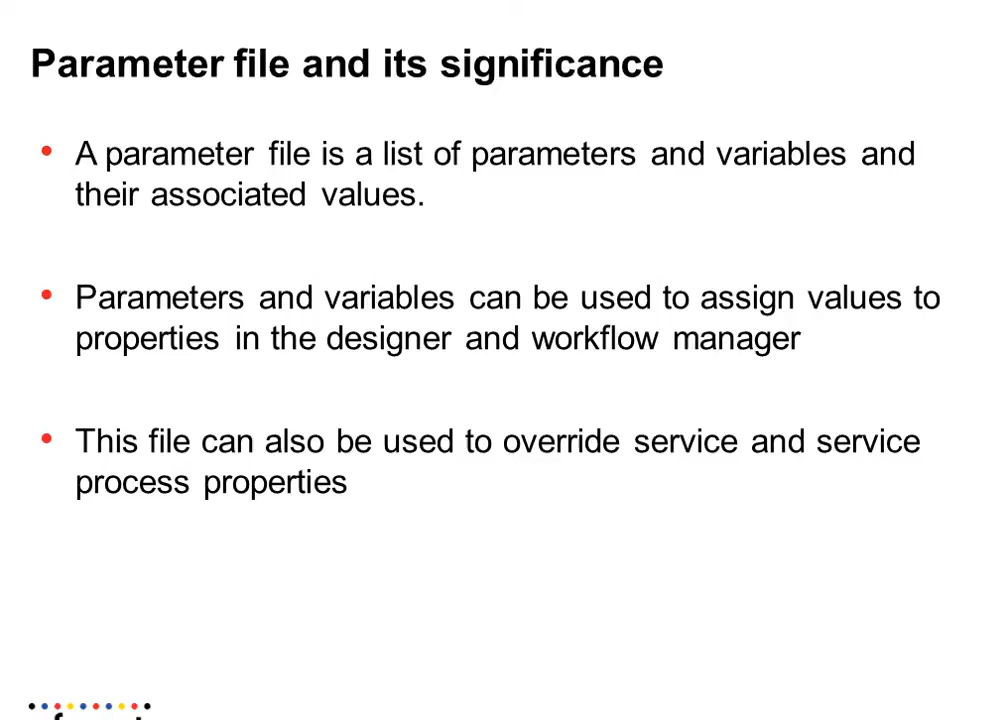 Parameter file and its significance
• A parameter file is a list of parameters and variables and
their associated values.
• Parameters and variables can be used to assign values to
properties in the designer and workflow manager
• This file can also be used to override service and service
process properties